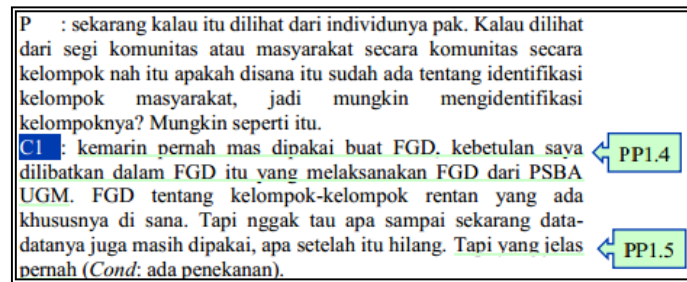 P : sekarang kalau itu dilihat dari individunya pak. Kalau dilihat
dari segi komunitas atau masyarakat secara komunitas secara
kelompok nah itu apakah disana itu sudah ada tentang identifikasi
kelompok masyarakat, jadi mungkin mengidentifikasi
kelompoknya? Mungkin seperti itu.
C1 : kemarin pernah mas dipakai buat FGD, kebetulan saya
PP1.4
dilibatkan dalam FGD itu yang melaksanakan FGD dari PSBA
UGM. FGD tentang kelompok-kelompok rentan yang ada
khususnya di sana. Tapi nggak tau apa sampai sekarang data-
datanya juga masih dipakai, apa setelah itu hilang. Tapi yang jelas
PP1.5
pernah (Cond: ada penekanan).